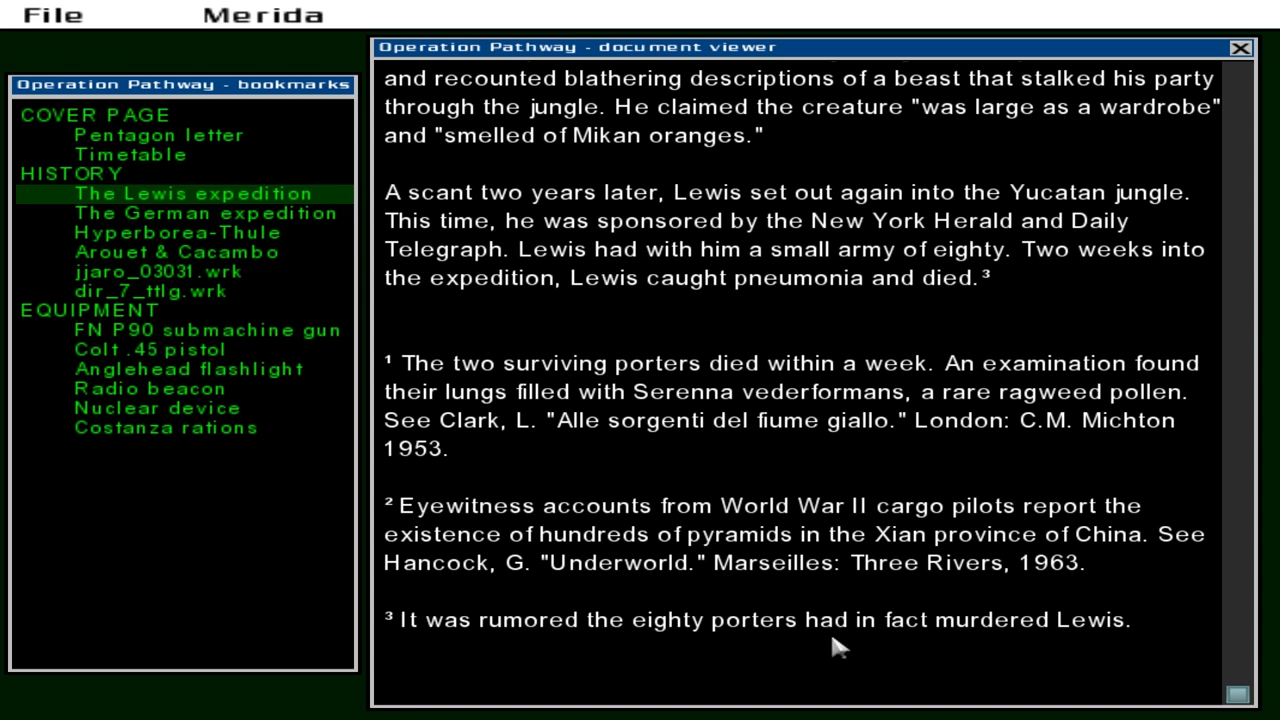 File
Merida
Operation Pathway - bookmarks
COVER PAGE
Pentagon letter
Timetable
HISTORY
The Lewis expedition
The German expedition
Hyperborea-Thule
Arouet & Cacambo
jjaro_03031.wrk
dir_7_ttlg.wrk
EQUIPMENT
FN P90 submachine gun
Colt .45 pistol
Anglehead flashlight
Radio beacon
Nuclear device
Costanza rations
Operation Pathway - document viewer
and recounted blathering descriptions of a beast that stalked his party
through the jungle. He claimed the creature "was large as a wardrobe"
and "smelled of Mikan oranges."
A scant two years later, Lewis set out again into the Yucatan jungle.
This time, he was sponsored by the New York Herald and Daily
Telegraph. Lewis had with him a small army of eighty. Two weeks into
the expedition, Lewis caught pneumonia and died.³
¹ The two surviving porters died within a week. An examination found
their lungs filled with Serenna vederformans, a rare ragweed pollen.
See Clark, L. "Alle sorgenti del fiume giallo." London: C.M. Michton
1953.
² Eyewitness accounts from World War II cargo pilots report the
existence of hundreds of pyramids in the Xian province of China. See
Hancock, G. "Underworld." Marseilles: Three Rivers, 1963.
³ It was rumored the eighty porters had in fact murdered Lewis.